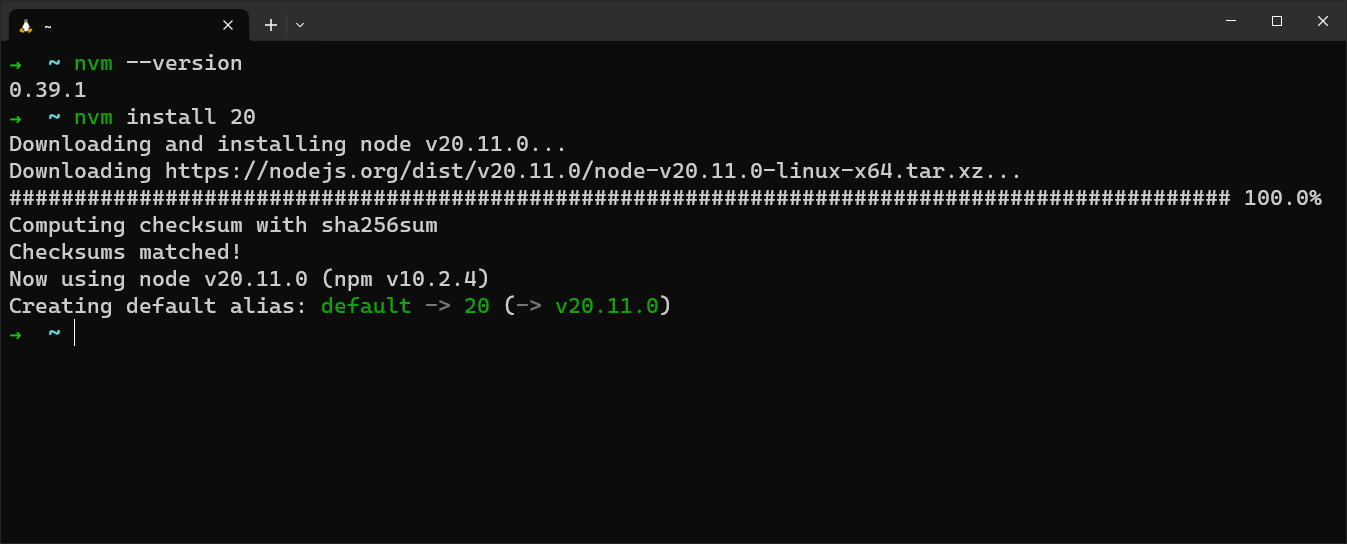 ~
➜  ~ nvm --version
0.39.1
➜  ~ nvm install 20
Downloading and installing node v20.11.0...
Downloading https://nodejs.org/dist/v20.11.0/node-v20.11.0-linux-x64.tar.xz...
############################################################################################## 100.0%
Computing checksum with sha256sum
Checksums matched!
Now using node v20.11.0 (npm v10.2.4)
Creating default alias: default -> 20 (-> v20.11.0)
➜  ~